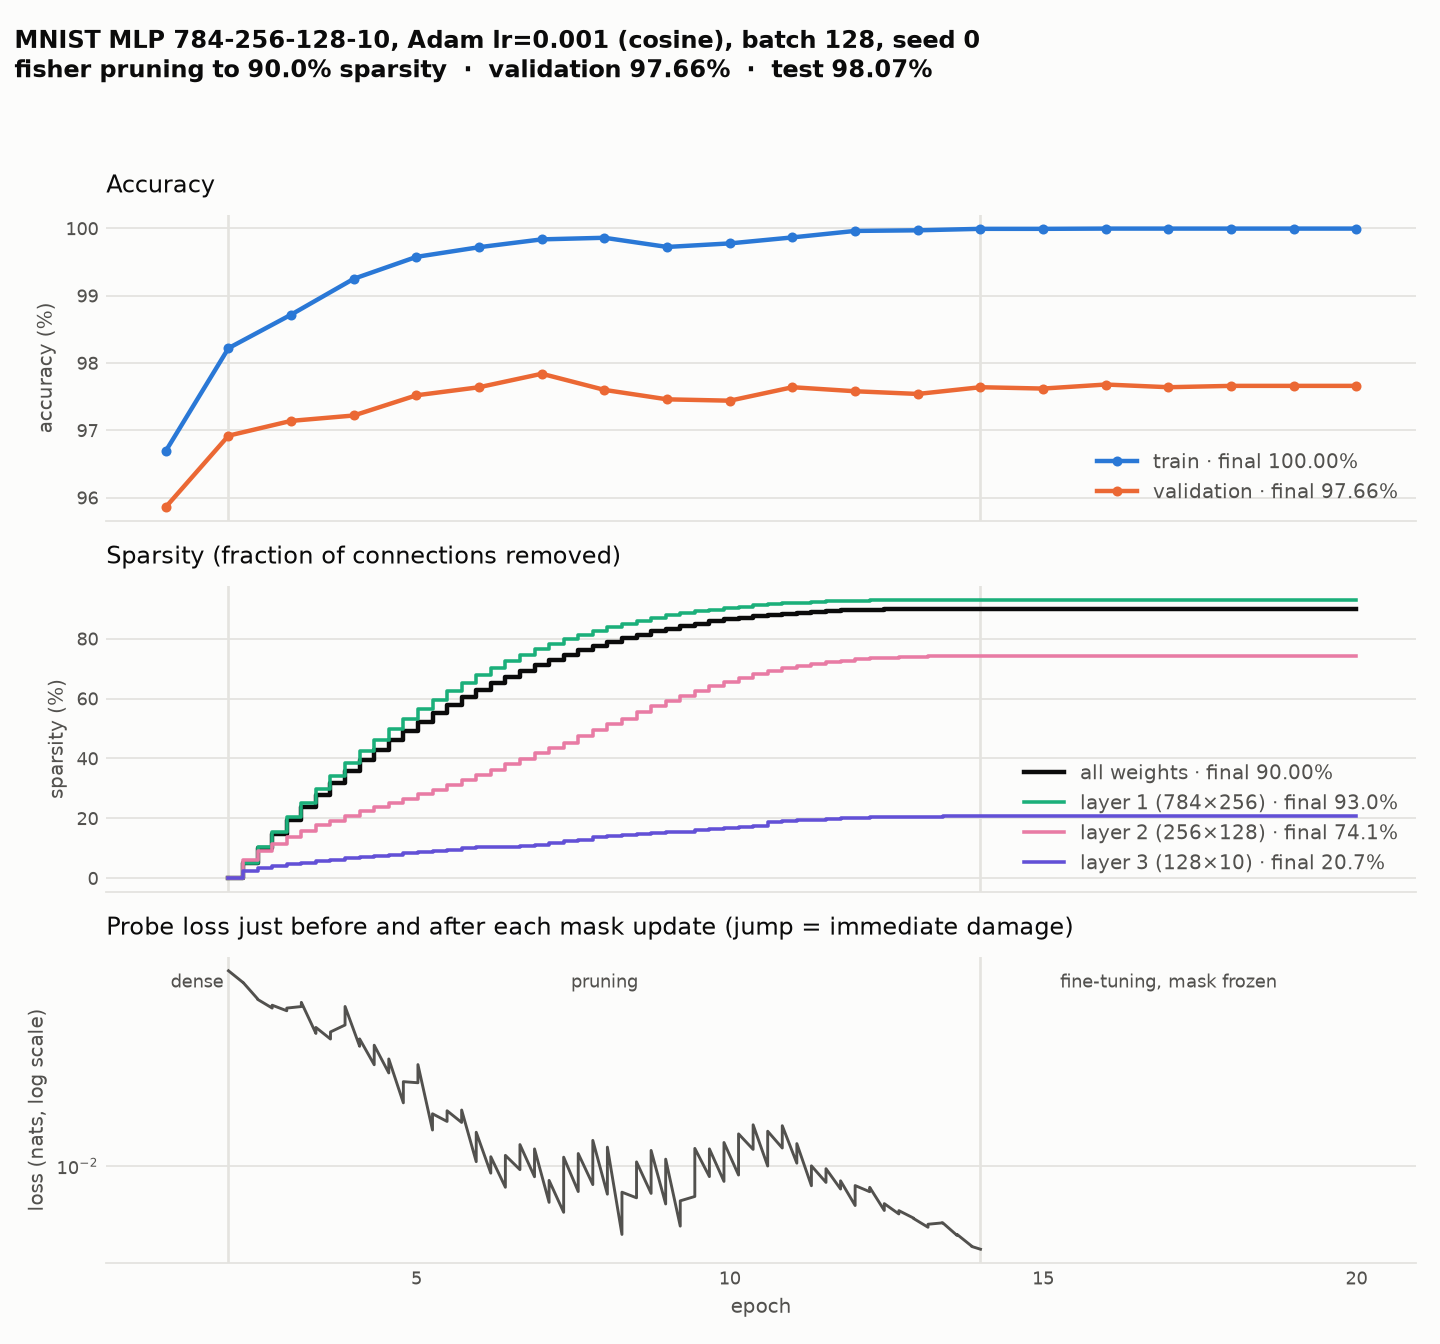 MNIST MLP 784-256-128-10, Adam lr=0.001 (cosine), batch 128, seed 0
fisher pruning to 90.0% sparsity · validation 97.66% · test 98.07%
Accuracy
accuracy (%)
100
99
98
97
96
train · final 100.00%
validation · final 97.66%
Sparsity (fraction of connections removed)
sparsity (%)
80
60
40
20
0
all weights · final 90.00%
layer 1 (784×256) · final 93.0%
layer 2 (256×128) · final 74.1%
layer 3 (128×10) · final 20.7%
Probe loss just before and after each mask update (jump = immediate damage)
dense
pruning
fine-tuning, mask frozen
loss (nats, log scale)
10⁻²
5
10
15
20
epoch